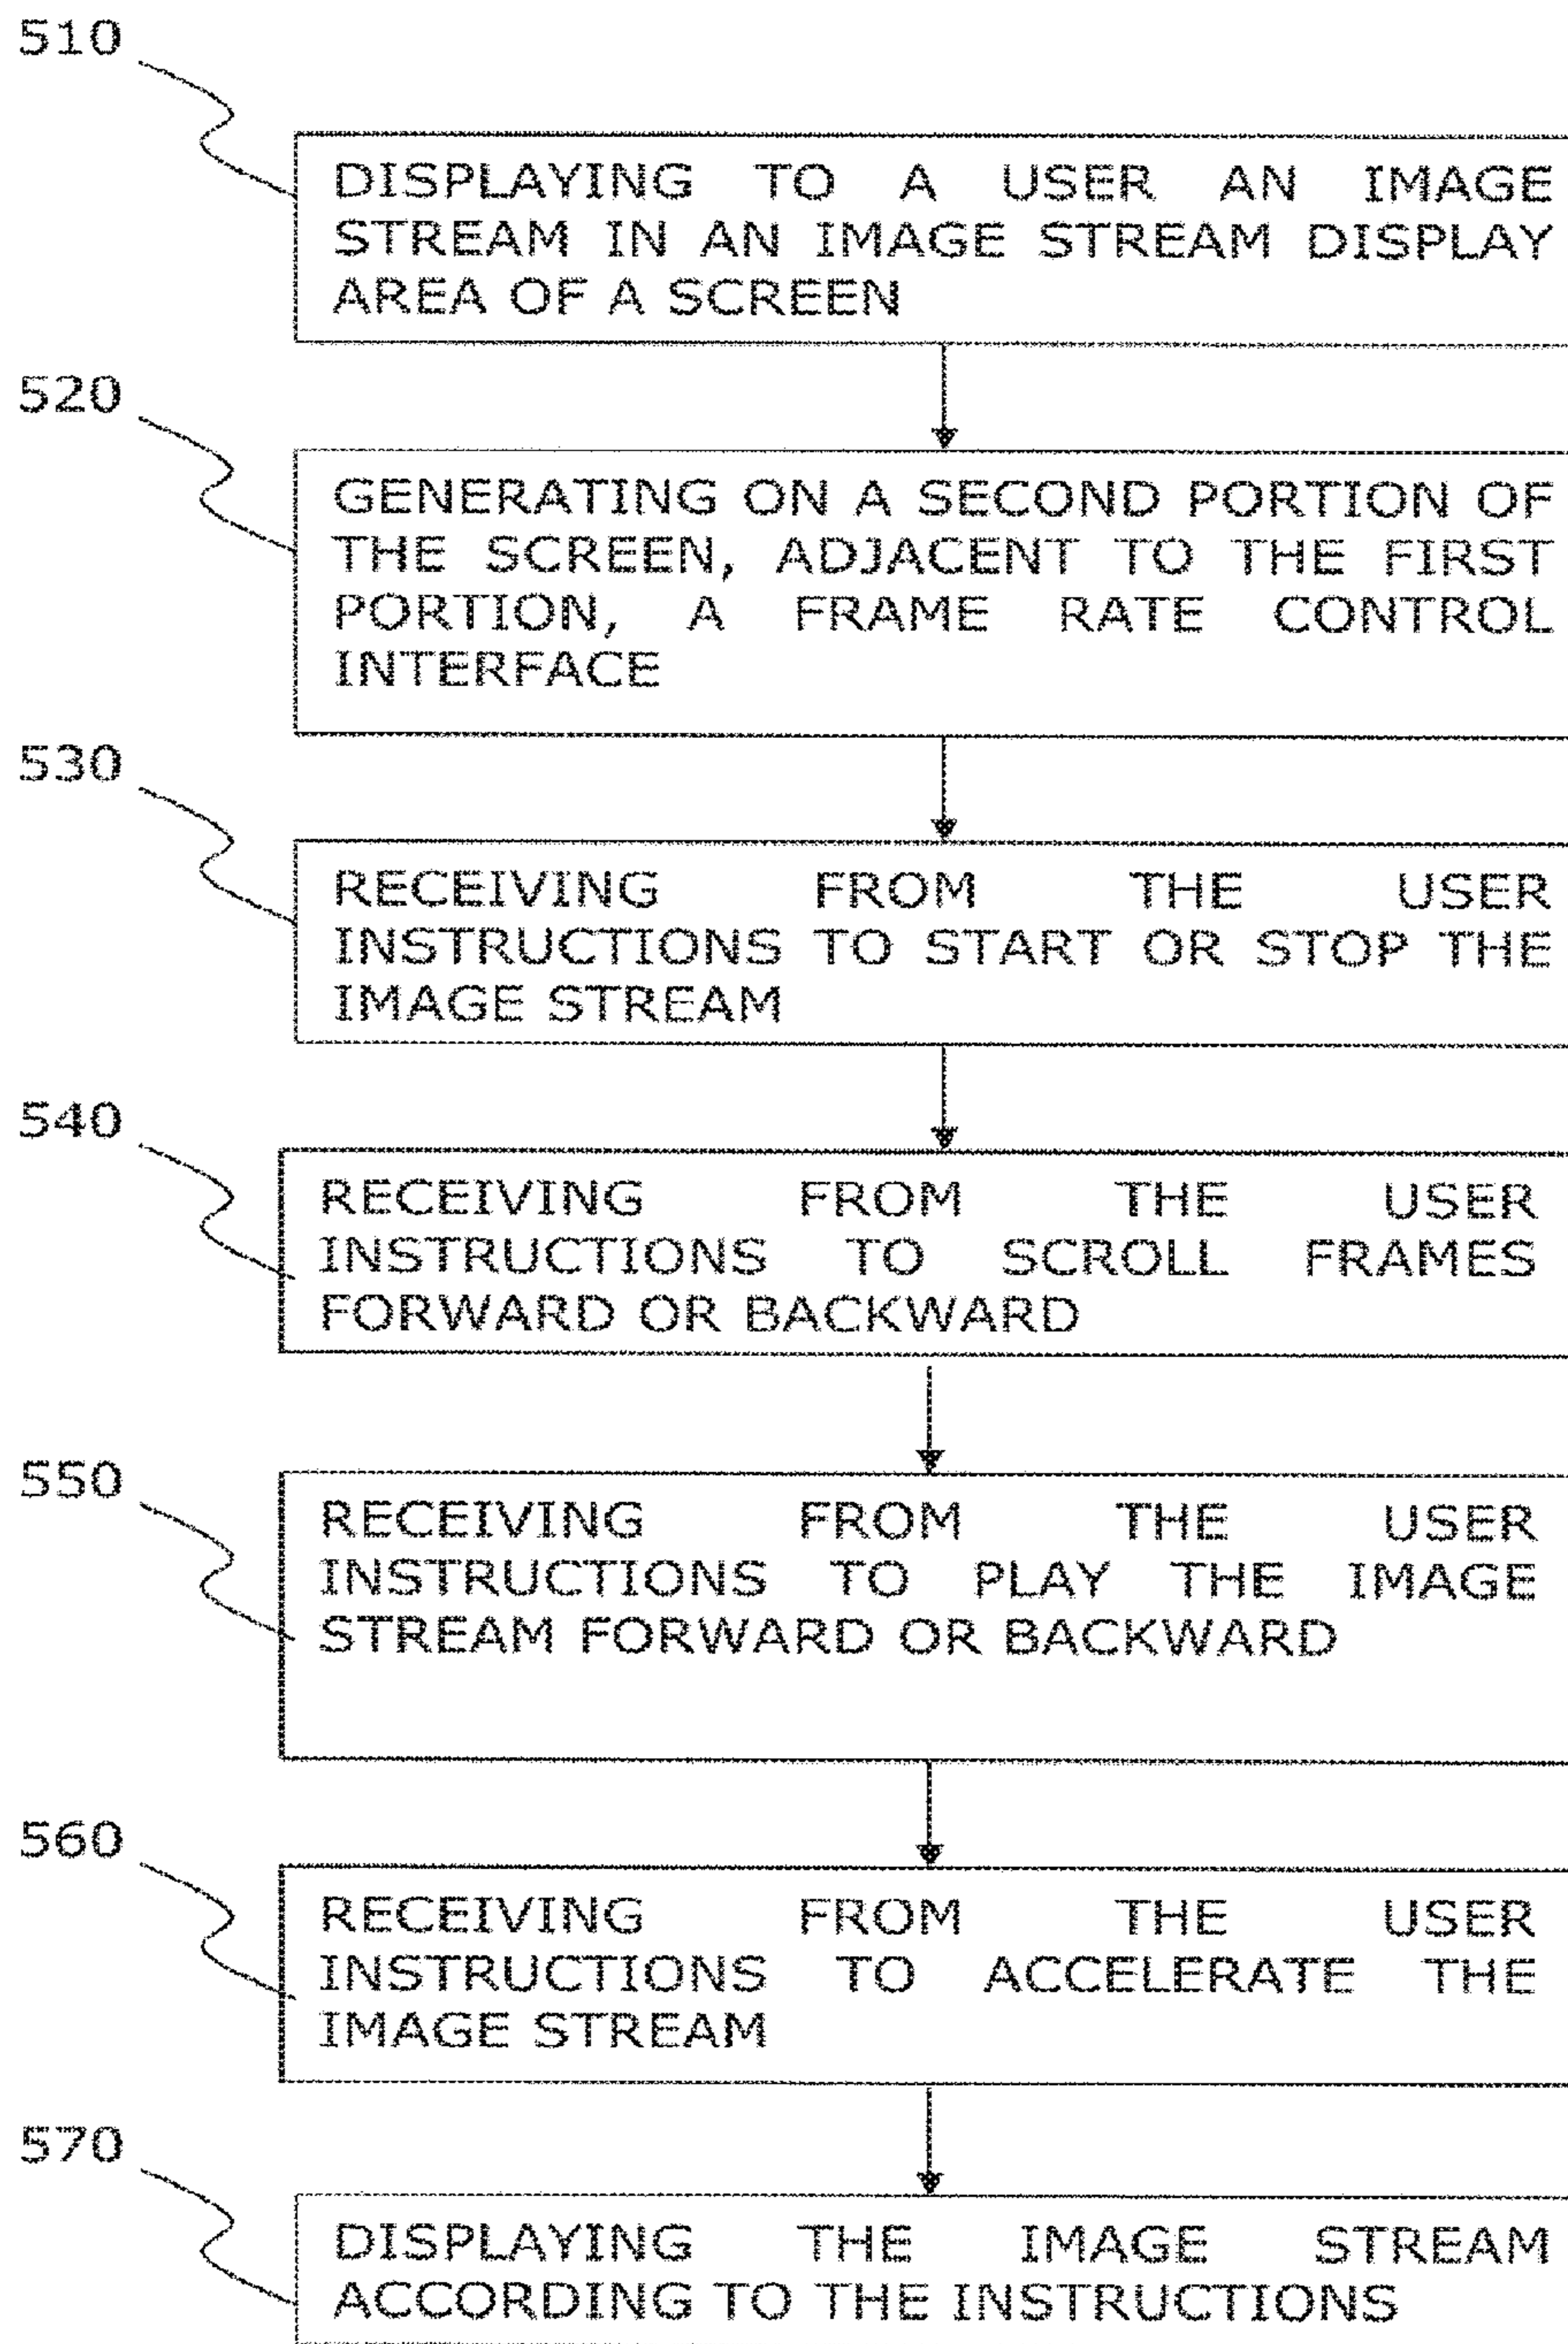 510
DISPLAYING TO A USER AN IMAGE
STREAM IN AN IMAGE STREAM DISPLAY
AREA OF A SCREEN
520
GENERATING ON A SECOND PORTION OF
THE SCREEN, ADJACENT TO THE FIRST
PORTION, A FRAME RATE CONTROL
INTERFACE
530
RECEIVING FROM THE USER
INSTRUCTIONS TO START OR STOP THE
IMAGE STREAM
540
RECEIVING FROM THE USER
INSTRUCTIONS TO SCROLL FRAMES
FORWARD OR BACKWARD
550
RECEIVING FROM THE USER
INSTRUCTIONS TO PLAY THE IMAGE
STREAM FORWARD OR BACKWARD
560
RECEIVING FROM THE USER
INSTRUCTIONS TO ACCELERATE THE
IMAGE STREAM
570
DISPLAYING THE IMAGE STREAM
ACCORDING TO THE INSTRUCTIONS